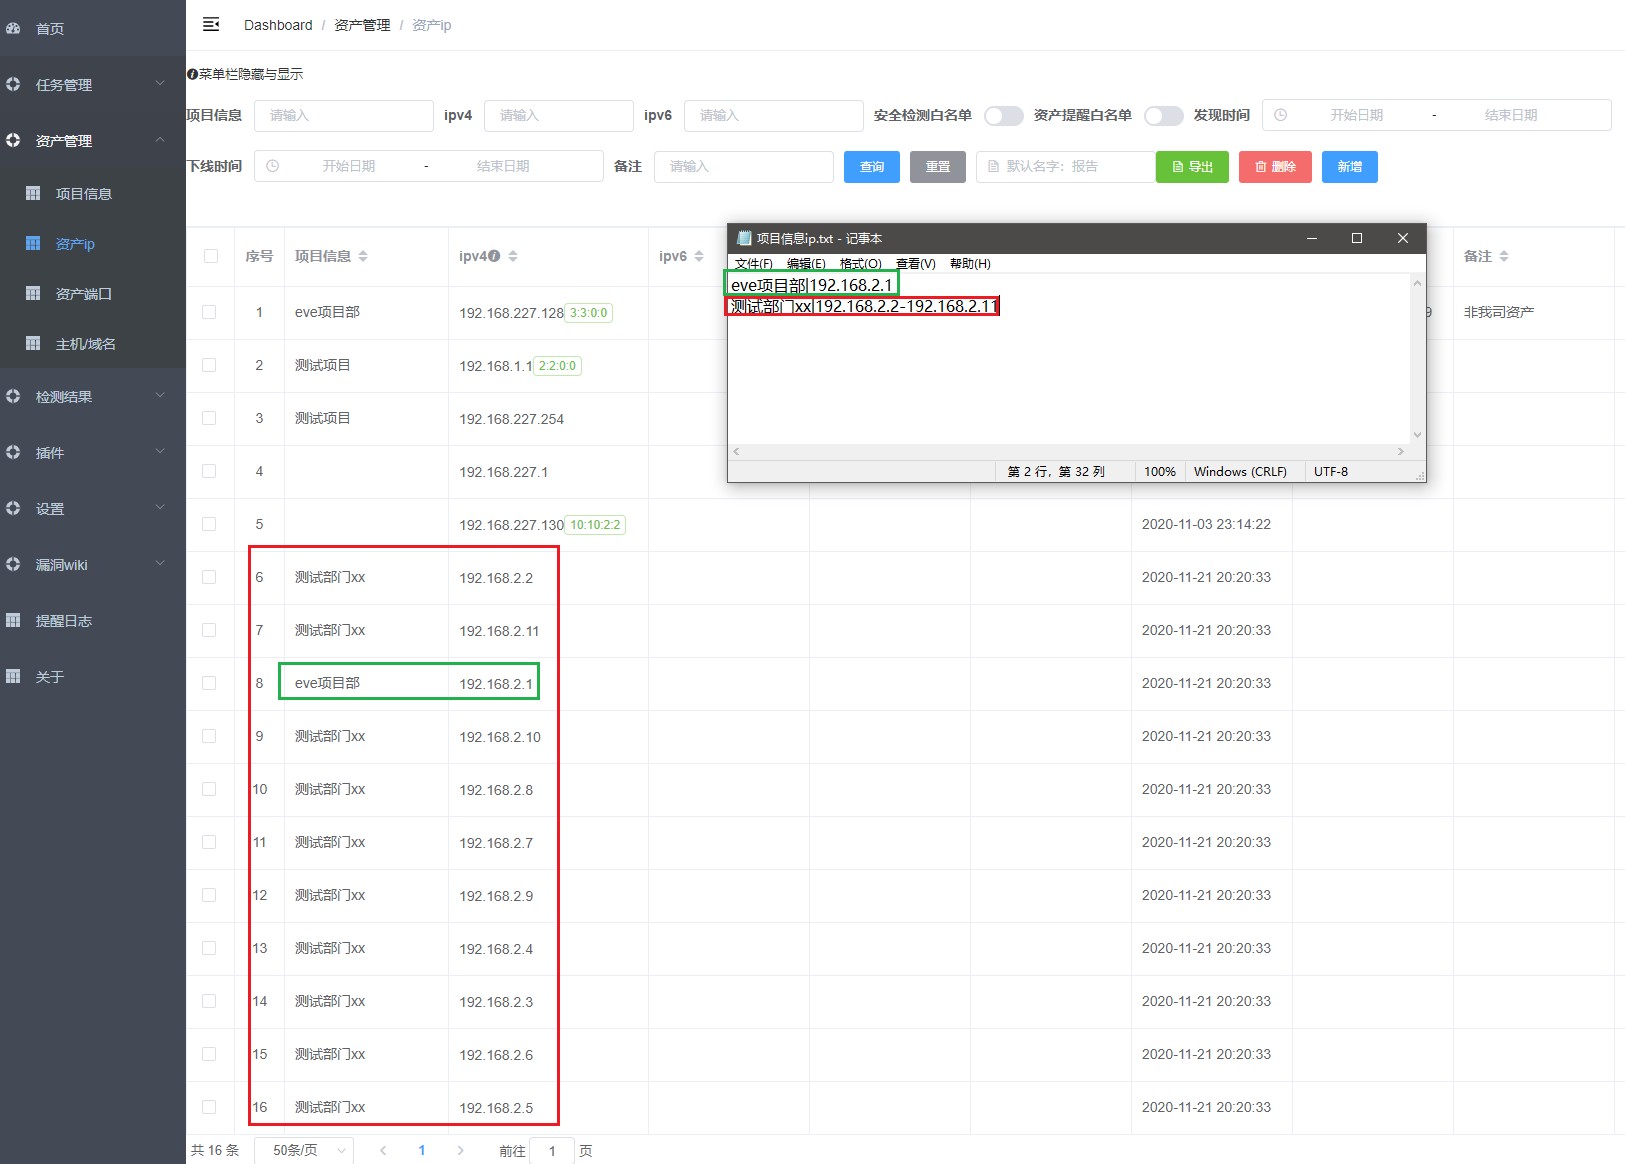 首页
任务管理
资产管理
项目信息
资产ip
资产端口
主机/域名
检测结果
插件
设置
漏洞wiki
提醒日志
关于
Dashboard / 资产管理 / 资产ip
菜单栏隐藏与显示
项目信息 请输入 ipv4 请输入 ipv6 请输入 安全检测白名单 资产提醒白名单 发现时间 开始日期 - 结束日期
下线时间 开始日期 - 结束日期 备注 请输入 查询 重置 默认名字：报告 导出 删除 新增
序号 项目信息 ipv4 ipv6 备注
项目信息ip.txt - 记事本
文件(F) 编辑(E) 格式(O) 查看(V) 帮助(H)
eve项目部|192.168.2.1
测试部门xx|192.168.2.2-192.168.2.11
第 2 行，第 32 列 100% Windows (CRLF) UTF-8
1 eve项目部 192.168.227.128 3:3:0:0 9 非我司资产
2 测试项目 192.168.1.1 2:2:0:0
3 测试项目 192.168.227.254
4 192.168.227.1
5 192.168.227.130 10:10:2:2 2020-11-03 23:14:22
6 测试部门xx 192.168.2.2 2020-11-21 20:20:33
7 测试部门xx 192.168.2.11 2020-11-21 20:20:33
8 eve项目部 192.168.2.1 2020-11-21 20:20:33
9 测试部门xx 192.168.2.10 2020-11-21 20:20:33
10 测试部门xx 192.168.2.8 2020-11-21 20:20:33
11 测试部门xx 192.168.2.7 2020-11-21 20:20:33
12 测试部门xx 192.168.2.9 2020-11-21 20:20:33
13 测试部门xx 192.168.2.4 2020-11-21 20:20:33
14 测试部门xx 192.168.2.3 2020-11-21 20:20:33
15 测试部门xx 192.168.2.6 2020-11-21 20:20:33
16 测试部门xx 192.168.2.5 2020-11-21 20:20:33
共 16 条 50条/页 1 前往 1 页